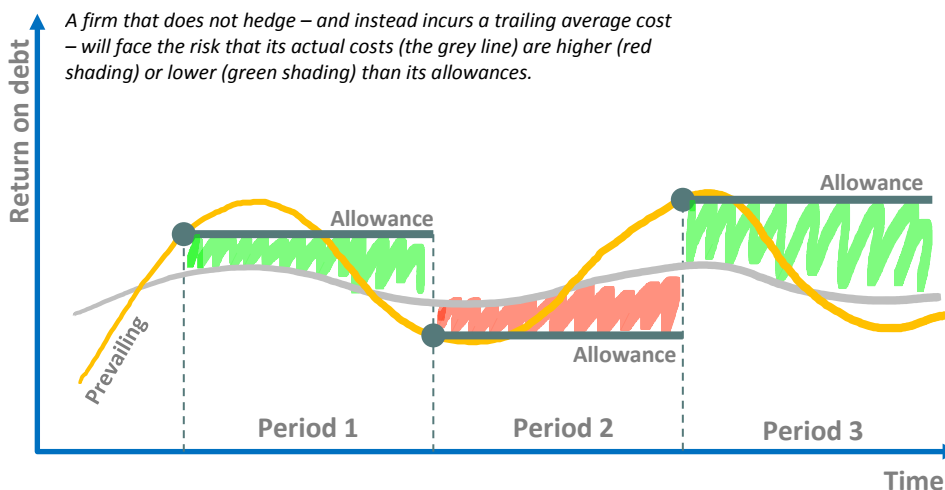 A firm that does not hedge – and instead incurs a trailing average cost
– will face the risk that its actual costs (the grey line) are higher (red
shading) or lower (green shading) than its allowances.
Return on debt
Prevailing
Allowance
Allowance
Allowance
Period 1
Period 2
Period 3
Time